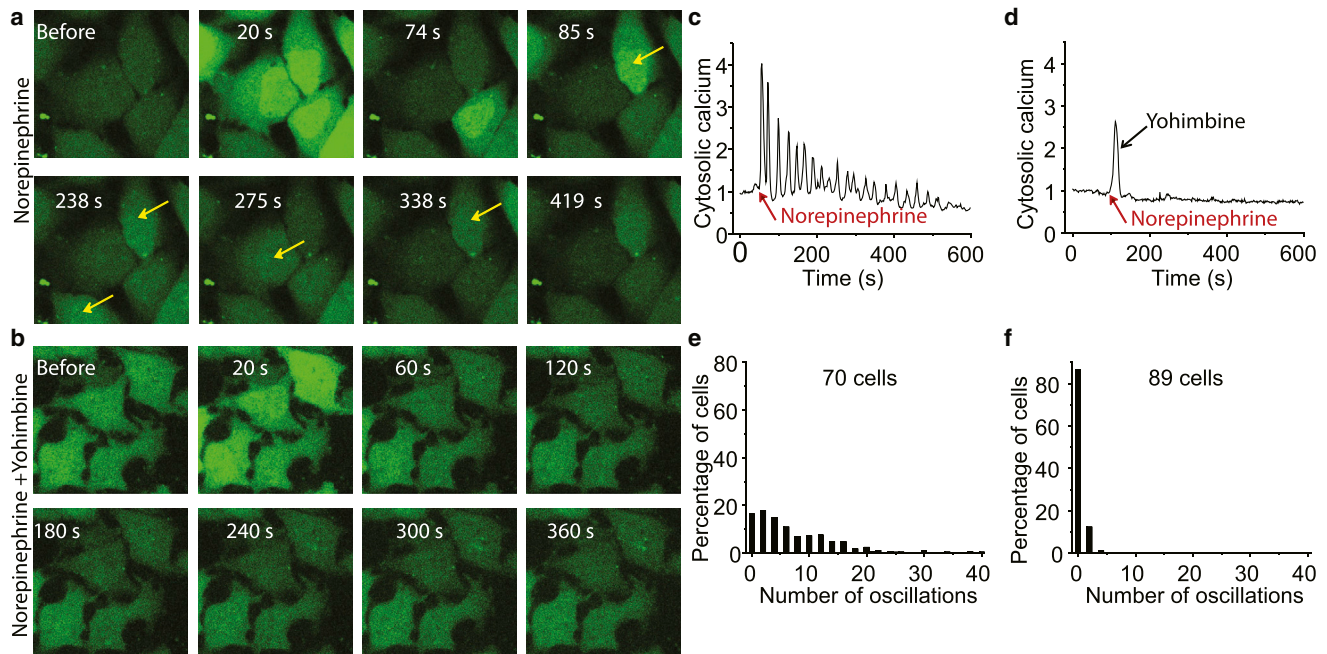 a
Norepinephrine
Before
20 s
74 s
85 s
238 s
275 s
338 s
419 s
b
Norepinephrine +Yohimbine
Before
20 s
60 s
120 s
180 s
240 s
300 s
360 s
c
Cytosolic calcium
4
3
2
1
0
Norepinephrine
0 200 400 600
Time (s)
d
Cytosolic calcium
4
3
2
1
0
Yohimbine
Norepinephrine
0 200 400 600
Time (s)
e
70 cells
Percentage of cells
80
60
40
20
0
0 10 20 30 40
Number of oscillations
f
89 cells
Percentage of cells
80
60
40
20
0
0 10 20 30 40
Number of oscillations